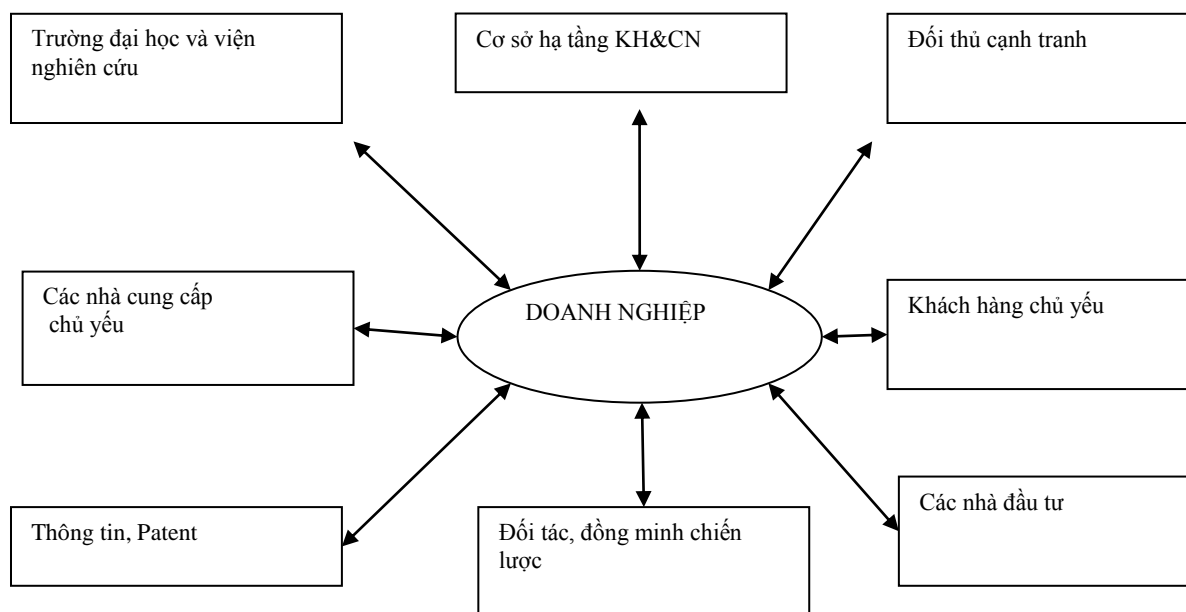 Trường đại học và viện
nghiên cứu
Cơ sở hạ tầng KH&CN
Đối thủ cạnh tranh
Các nhà cung cấp
chủ yếu
DOANH NGHIỆP
Khách hàng chủ yếu
Thông tin, Patent
Đối tác, đồng minh chiến
lược
Các nhà đầu tư